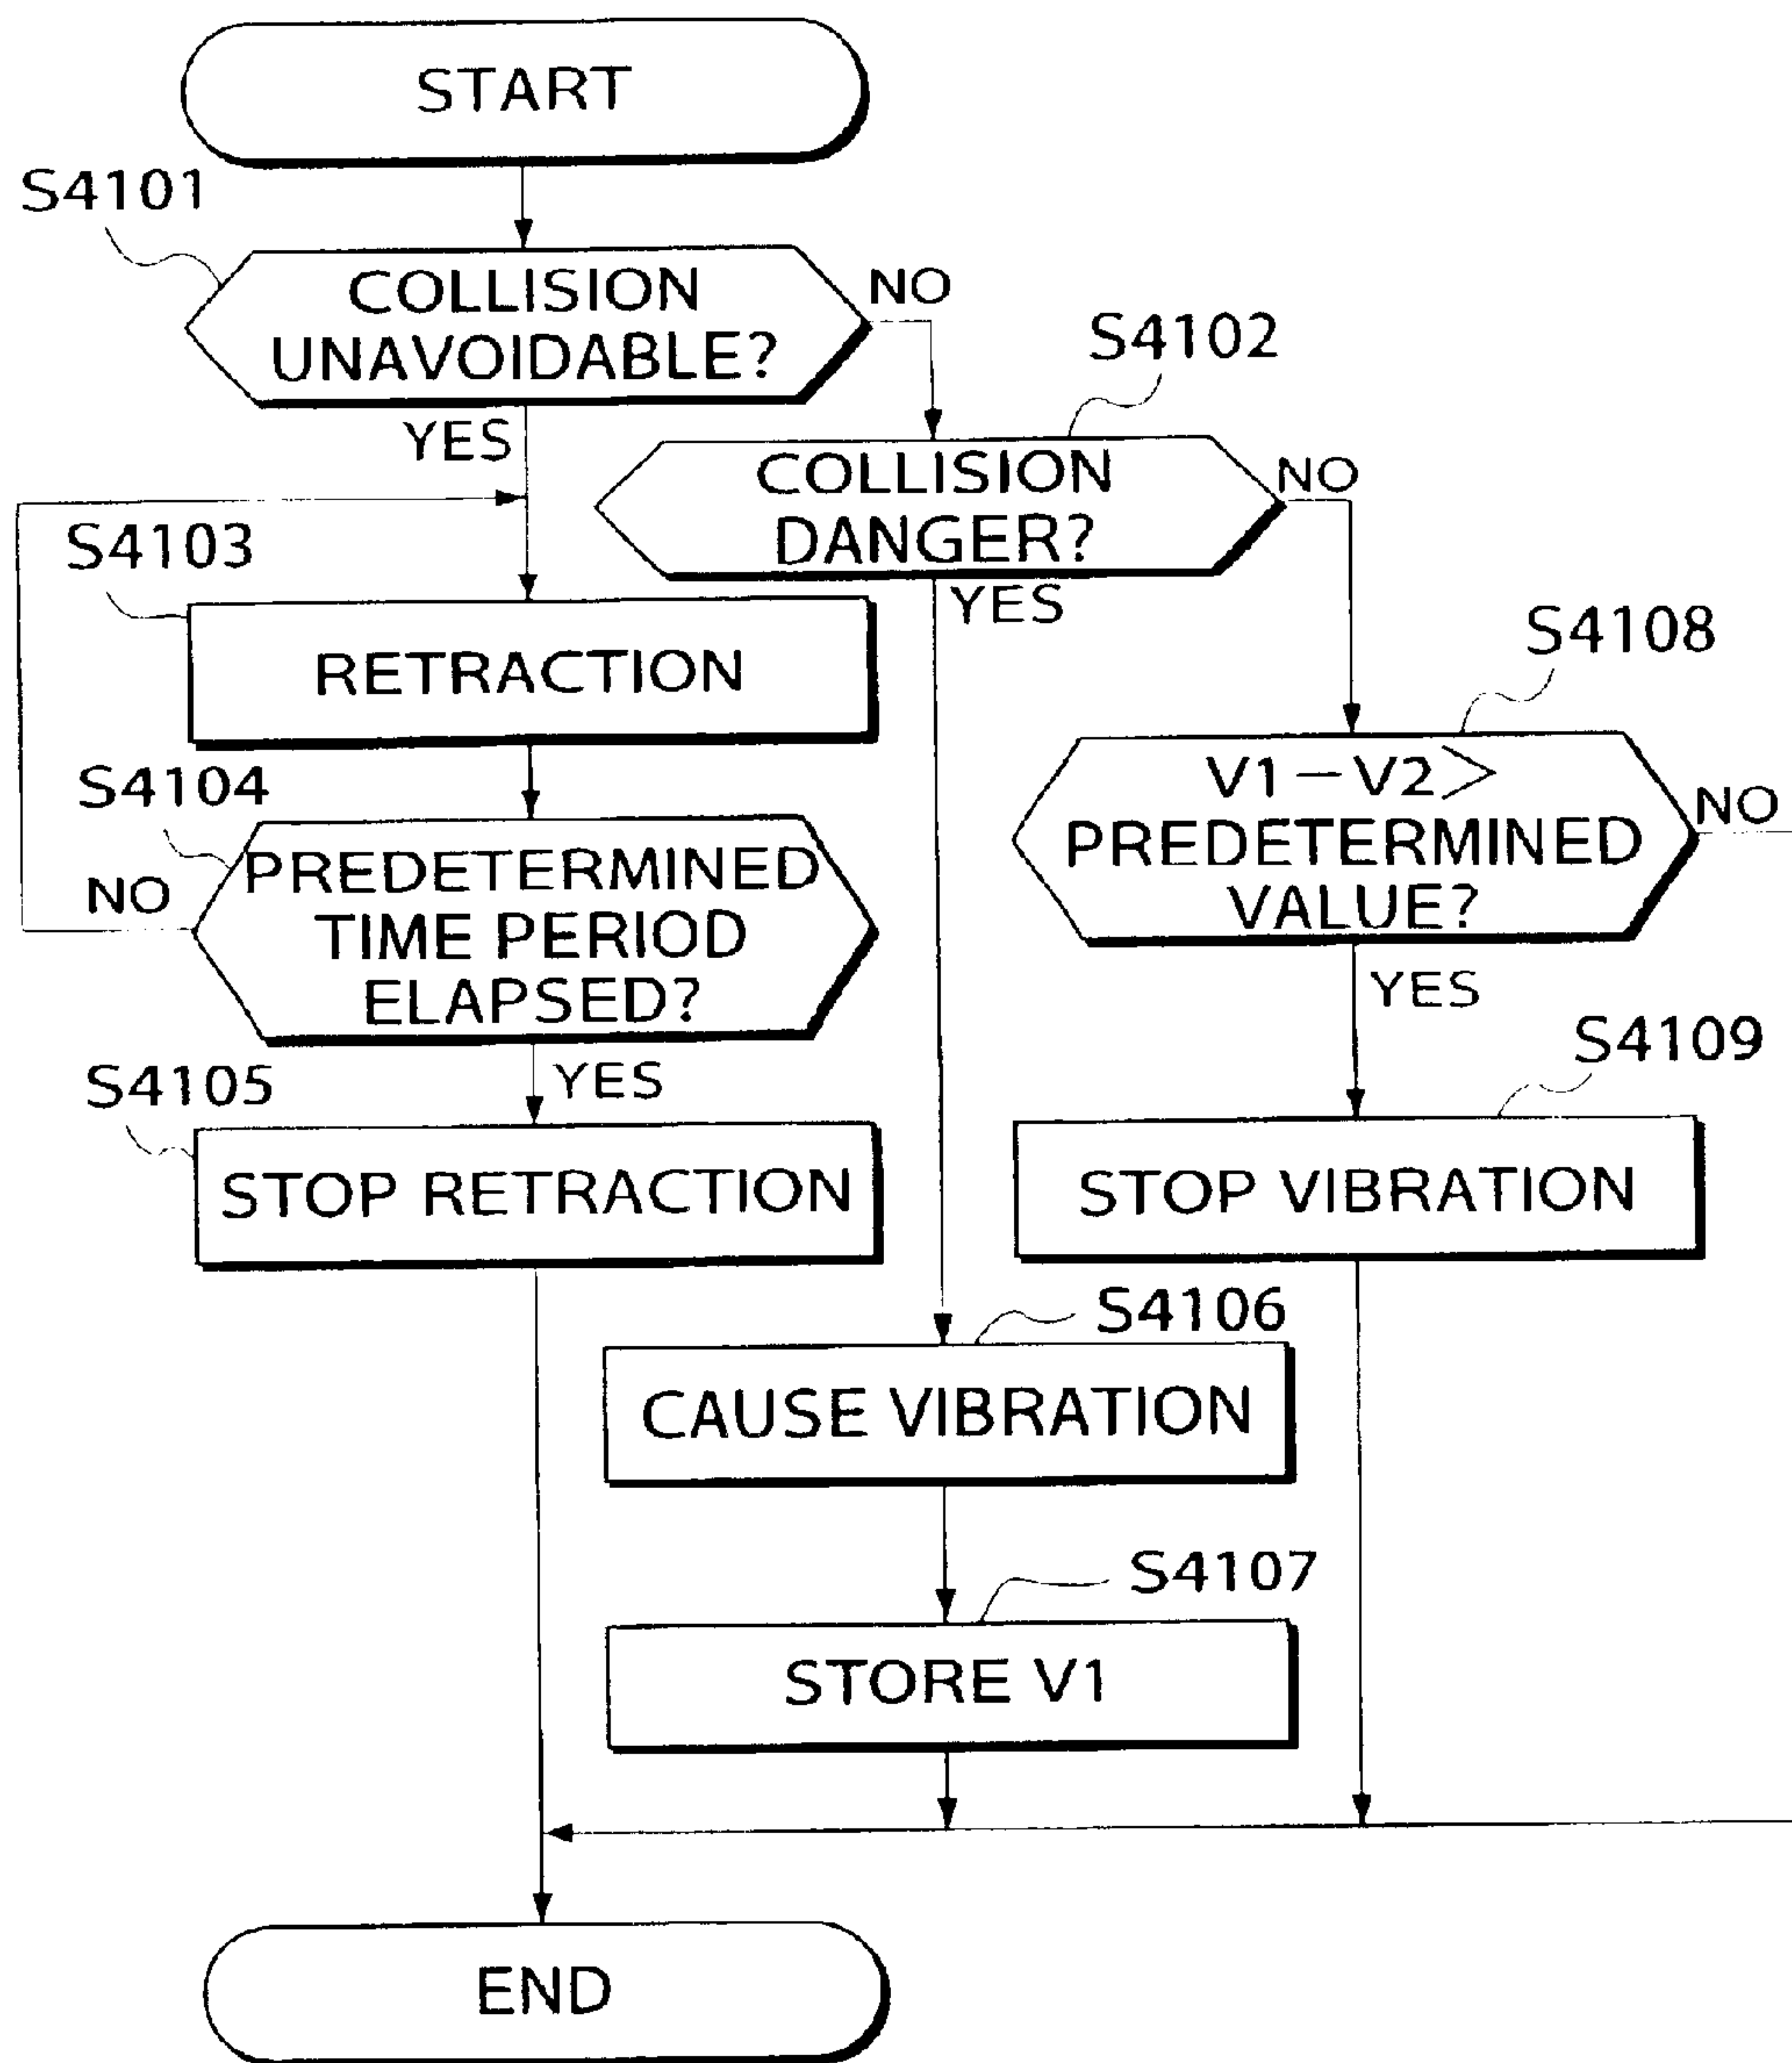 START
S4101
COLLISION
UNAVOIDABLE?
NO
S4102
YES
COLLISION
DANGER?
NO
S4103
YES
RETRACTION
S4108
S4104
V1-V2>
PREDETERMINED
VALUE?
NO
PREDETERMINED
TIME PERIOD
ELAPSED?
NO
YES
S4109
S4105
YES
STOP RETRACTION
STOP VIBRATION
S4106
CAUSE VIBRATION
S4107
STORE V1
END